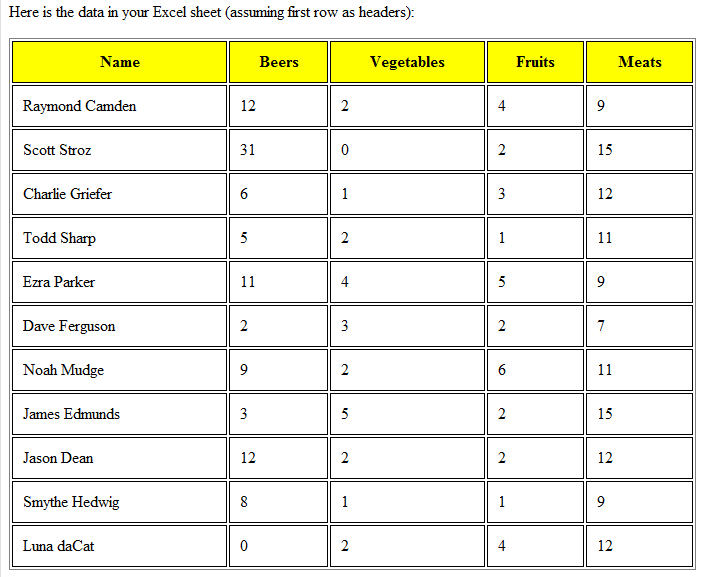 Here is the data in your Excel sheet (assuming first row as headers):
Name Beers Vegetables Fruits Meats
Raymond Camden 12 2 4 9
Scott Stroz 31 0 2 15
Charlie Griefer 6 1 3 12
Todd Sharp 5 2 1 11
Ezra Parker 11 4 5 9
Dave Ferguson 2 3 2 7
Noah Mudge 9 2 6 11
James Edmunds 3 5 2 15
Jason Dean 12 2 2 12
Smythe Hedwig 8 1 1 9
Luna daCat 0 2 4 12